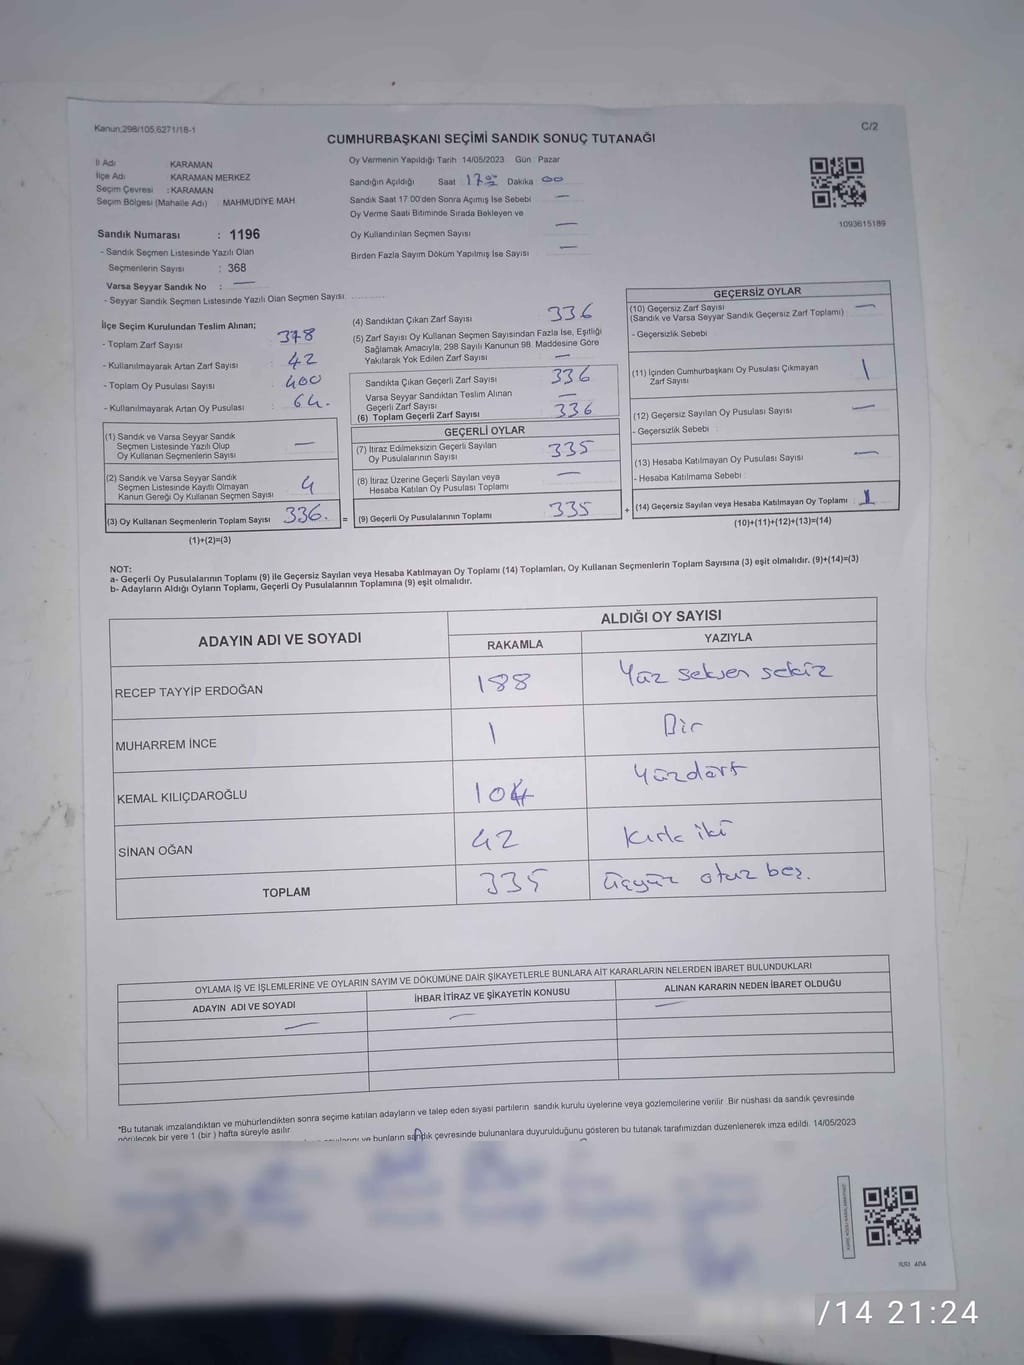 Kanun;298/105,6271/18-1
C/2
CUMHURBAŞKANI SEÇİMİ SANDIK SONUÇ TUTANAĞI
İl Adı KARAMAN
İlçe Adı KARAMAN MERKEZ
Seçim Çevresi : KARAMAN
Seçim Bölgesi (Mahalle Adı) MAHMUDİYE MAH
Oy Vermenin Yapıldığı Tarih 14/05/2023 Gün Pazar
Sandığın Açıldığı Saat 17 00 Dakika 00
Sandık Saat 17.00'den Sonra Açımış İse Sebebi —
Oy Verme Saati Bitiminde Sırada Bekleyen ve
Oy Kullandırılan Seçmen Sayısı —
Birden Fazla Sayım Döküm Yapılmış İse Sayısı —
1093615189
Sandık Numarası : 1196
- Sandık Seçmen Listesinde Yazılı Olan
Seçmenlerin Sayısı : 368
Varsa Seyyar Sandık No : —
- Seyyar Sandık Seçmen Listesinde Yazılı Olan Seçmen Sayısı
İlçe Seçim Kurulundan Teslim Alınan;
- Toplam Zarf Sayısı 378
- Kullanılmayarak Artan Zarf Sayısı 42
- Toplam Oy Pusulası Sayısı 400
- Kullanılmayarak Artan Oy Pusulası : 64.
(1) Sandık ve Varsa Seyyar Sandık
Seçmen Listesinde Yazılı Olup
Oy Kullanan Seçmenlerin Sayısı —
(2) Sandık ve Varsa Seyyar Sandık
Seçmen Listesinde Kayıtlı Olmayan
Kanun Gereği Oy Kullanan Seçmen Sayısı 4
(3) Oy Kullanan Seçmenlerin Toplam Sayısı 336.
(1)+(2)=(3)
(4) Sandıktan Çıkan Zarf Sayısı 336
(5) Zarf Sayısı Oy Kullanan Seçmen Sayısından Fazla İse, Eşitliği
Sağlamak Amacıyla, 298 Sayılı Kanunun 98. Maddesine Göre
Yakılarak Yok Edilen Zarf Sayısı —
Sandıkta Çıkan Geçerli Zarf Sayısı 336
Varsa Seyyar Sandıktan Teslim Alınan
Geçerli Zarf Sayısı —
(6) Toplam Geçerli Zarf Sayısı 336
GEÇERLİ OYLAR
(7) İtiraz Edilmeksizin Geçerli Sayılan
Oy Pusulalarının Sayısı 335
(8) İtiraz Üzerine Geçerli Sayılan veya
Hesaba Katılan Oy Pusulası Toplamı —
= (9) Geçerli Oy Pusulalarının Toplamı 335
GEÇERSİZ OYLAR
(10) Geçersiz Zarf Sayısı —
(Sandık ve Varsa Seyyar Sandık Geçersiz Zarf Toplamı)
- Geçersizlik Sebebi
(11) İçinden Cumhurbaşkanı Oy Pusulası Çıkmayan
Zarf Sayısı 1
(12) Geçersiz Sayılan Oy Pusulası Sayısı —
- Geçersizlik Sebebi
(13) Hesaba Katılmayan Oy Pusulası Sayısı —
- Hesaba Katılmama Sebebi
+ (14) Geçersiz Sayılan veya Hesaba Katılmayan Oy Toplamı 1
(10)+(11)+(12)+(13)=(14)
NOT:
a- Geçerli Oy Pusulalarının Toplamı (9) ile Geçersiz Sayılan veya Hesaba Katılmayan Oy Toplamı (14) Toplamları, Oy Kullanan Seçmenlerin Toplam Sayısına (3) eşit olmalıdır. (9)+(14)=(3)
b- Adayların Aldığı Oyların Toplamı, Geçerli Oy Pusulalarının Toplamına (9) eşit olmalıdır.
ADAYIN ADI VE SOYADI
ALDIĞI OY SAYISI
RAKAMLA YAZIYLA
RECEP TAYYİP ERDOĞAN 188 Yüz seksen sekiz
MUHARREM İNCE 1 Bir
KEMAL KILIÇDAROĞLU 104 Yüzdört
SİNAN OĞAN 42 Kırk iki
TOPLAM 335 üçyüz otuz beş.
OYLAMA İŞ VE İŞLEMLERİNE VE OYLARIN SAYIM VE DÖKÜMÜNE DAİR ŞİKAYETLERLE BUNLARA AİT KARARLARIN NELERDEN İBARET BULUNDUKLARI
ADAYIN ADI VE SOYADI İHBAR İTİRAZ VE ŞİKAYETİN KONUSU ALINAN KARARIN NEDEN İBARET OLDUĞU
— — —
*Bu tutanak imzalandıktan ve mühürlendikten sonra seçime katılan adayların ve talep eden siyasi partilerin sandık kurulu üyelerine veya gözlemcilerine verilir. Bir nüshası da sandık çevresinde
görülecek bir yere 1 (bir) hafta süreyle asılır.
ve bunların sandık çevresinde bulunanlara duyurulduğunu gösteren bu tutanak tarafımızdan düzenlenerek imza edildi. 14/05/2023
/14 21:24